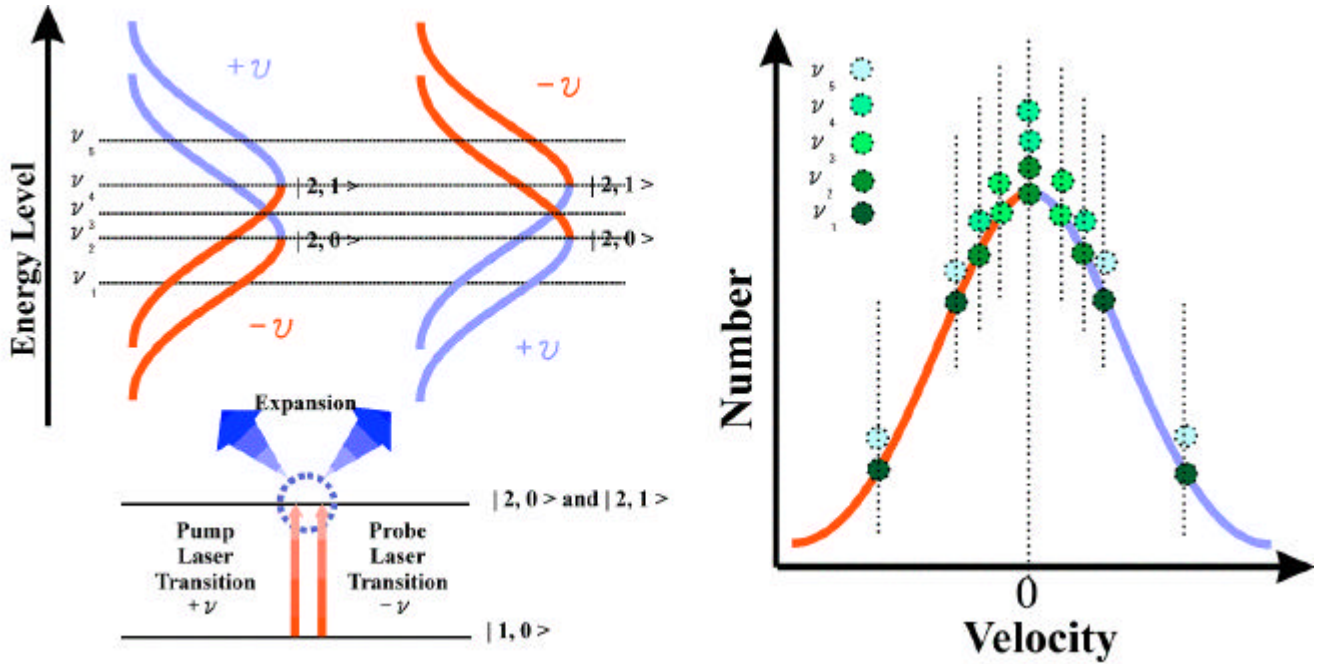 Energy Level
+υ
−υ
ν5
ν4
ν3
ν2
ν1
| 2, 1 >
| 2, 0 >
| 2, 1 >
| 2, 0 >
−υ
+υ
Expansion
| 2, 0 > and | 2, 1 >
Pump
Laser
Transition
+ν
Probe
Laser
Transition
−ν
| 1, 0 >
Number
ν5
ν4
ν3
ν2
ν1
0
Velocity